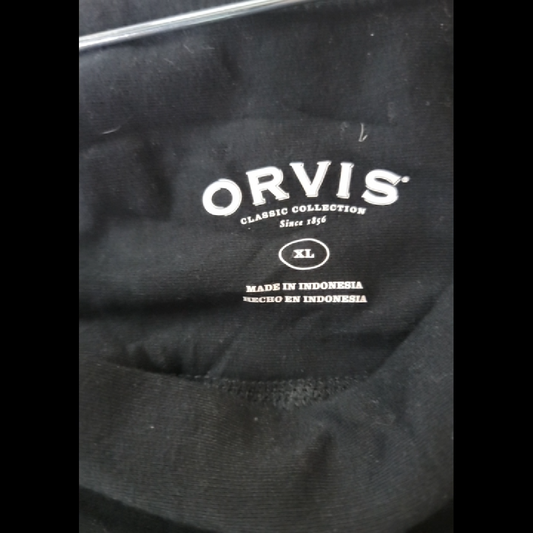 ORVIS
CLASSIC COLLECTION
Since 1856
XL
MADE IN INDONESIA
HECHO EN INDONESIA